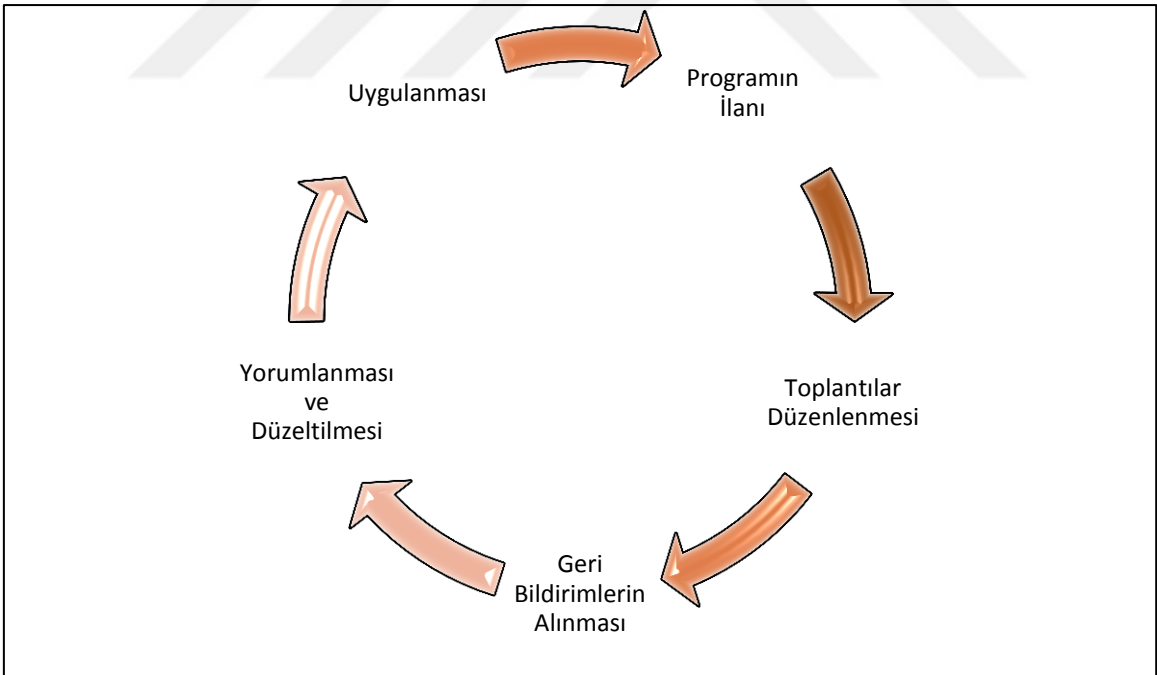 Uygulanması
Programın
İlanı
Toplantılar
Düzenlenmesi
Geri
Bildirimlerin
Alınması
Yorumlanması
ve
Düzeltilmesi